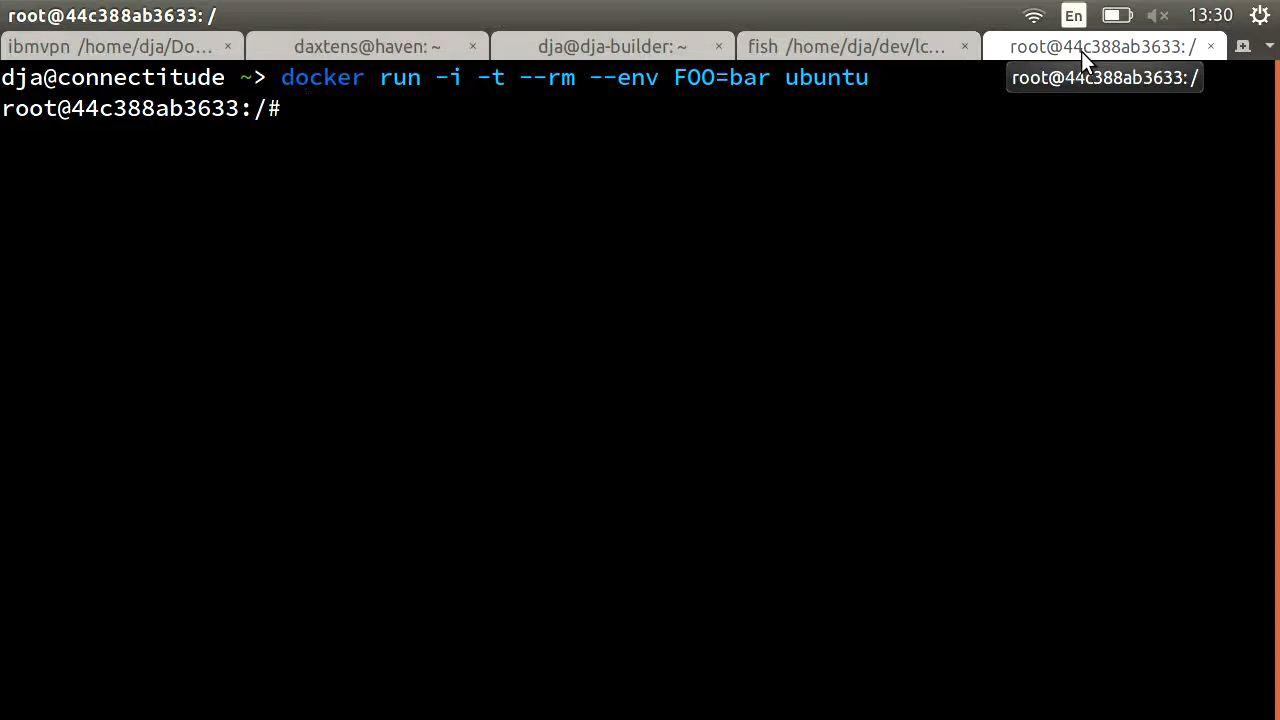 root@44c388ab3633: /
En
13:30
ibmvpn /home/dja/Do...
daxtens@haven: ~
dja@dja-builder: ~
fish /home/dja/dev/lc...
root@44c388ab3633: /
dja@connectitude ~> docker run -i -t --rm --env FOO=bar ubuntu
root@44c388ab3633: /
root@44c388ab3633:/#